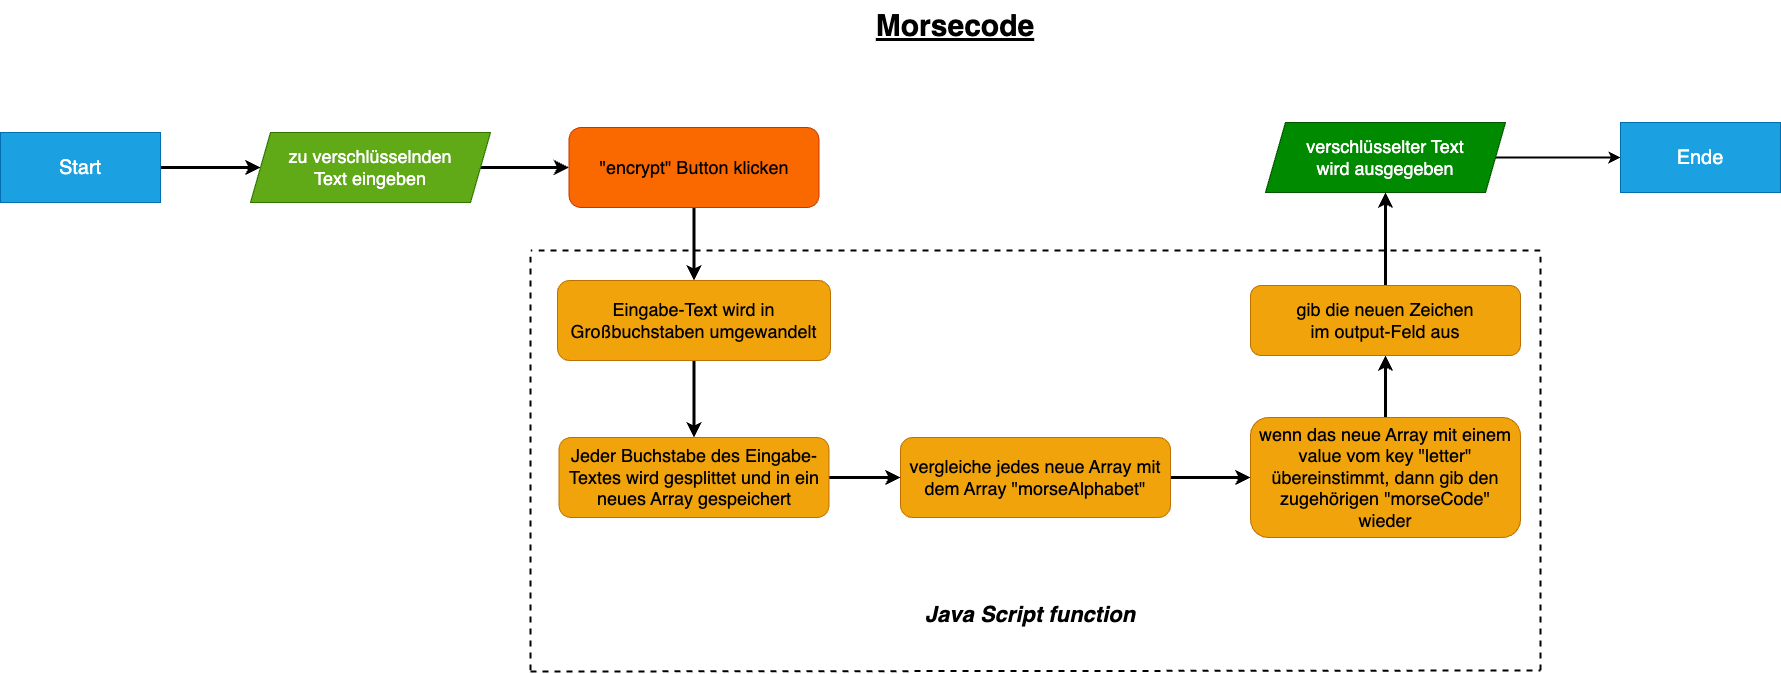 Morsecode
Start
zu verschlüsselnden
Text eingeben
"encrypt" Button klicken
Eingabe-Text wird in
Großbuchstaben umgewandelt
Jeder Buchstabe des Eingabe-
Textes wird gesplittet und in ein
neues Array gespeichert
vergleiche jedes neue Array mit
dem Array "morseAlphabet"
wenn das neue Array mit einem
value vom key "letter"
übereinstimmt, dann gib den
zugehörigen "morseCode"
wieder
gib die neuen Zeichen
im output-Feld aus
verschlüsselter Text
wird ausgegeben
Ende
Java Script function